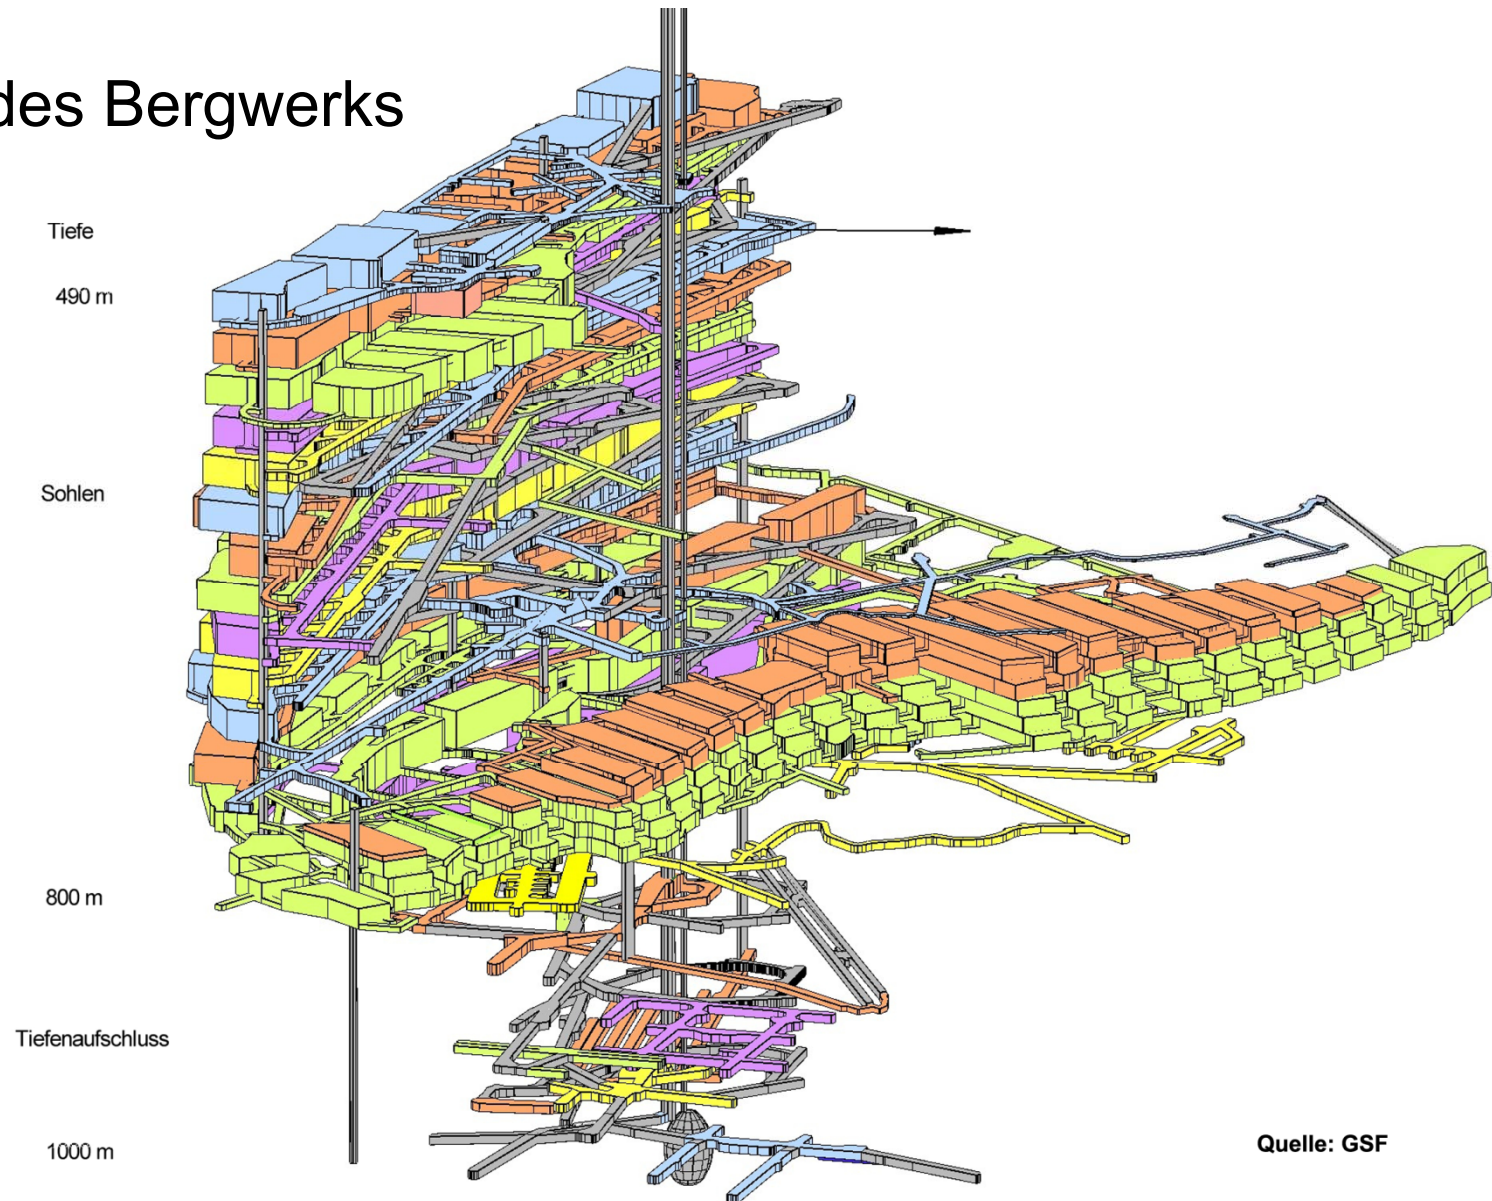 des Bergwerks
Tiefe
490 m
Sohlen
800 m
Tiefenaufschluss
1000 m
Quelle: GSF